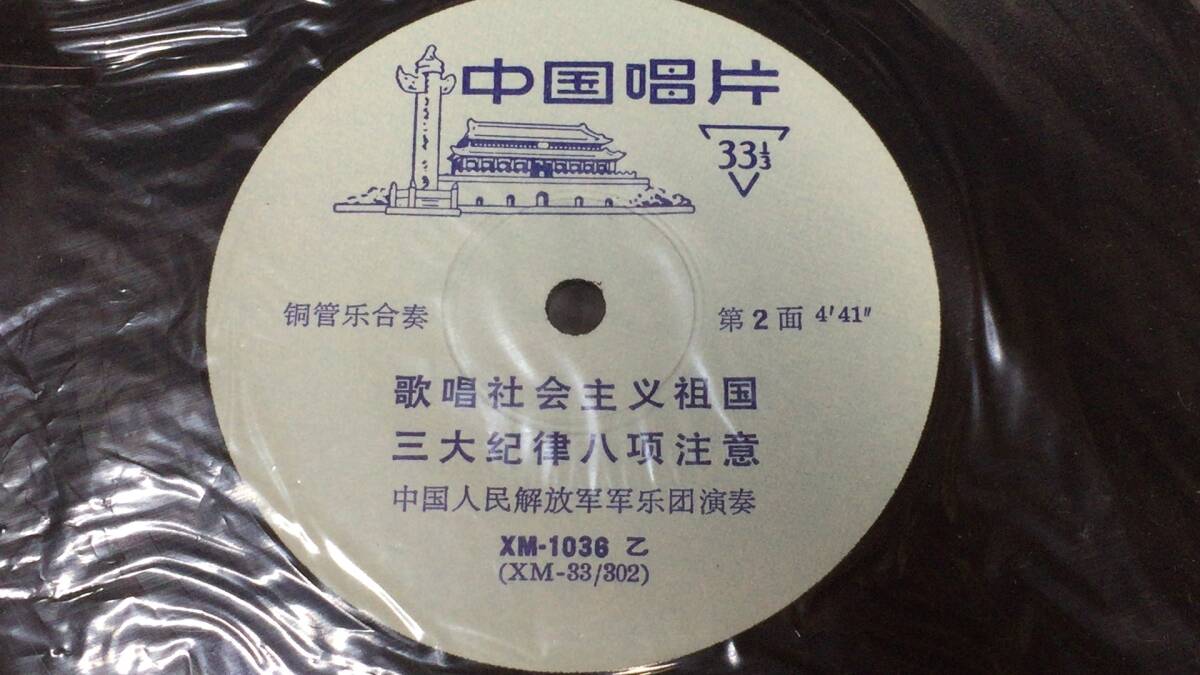 中国唱片
33⅓
铜管乐合奏
第2面 4'41"
歌唱社会主义祖国
三大纪律八项注意
中国人民解放军军乐团演奏
XM-1036 乙
(XM-33/302)